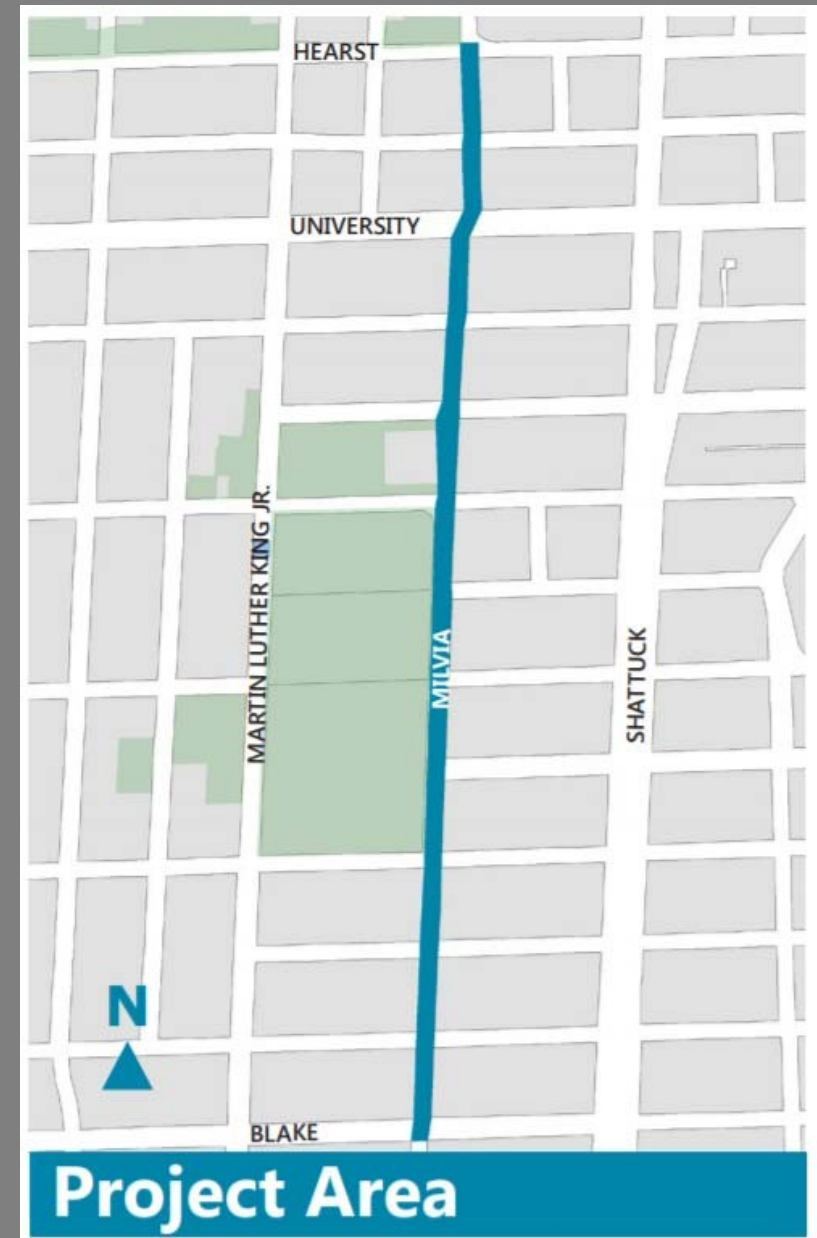 HEARST
UNIVERSITY
MARTIN LUTHER KING JR.
MILVIA
SHATTUCK
N
BLAKE
Project Area